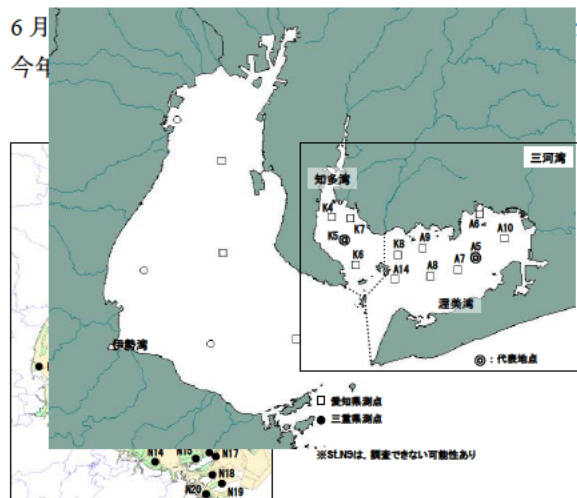 6月
今年
三河湾
知多湾
K4
K7
K5
K6
K8
A9
A6
A10
A5
A7
A8
A14
渥美湾
伊勢湾
◎:代表地点
□ 愛知県測点
● 三重県測点
※St.N9は、調査できない可能性あり
N14
N17
N18
N19
N20